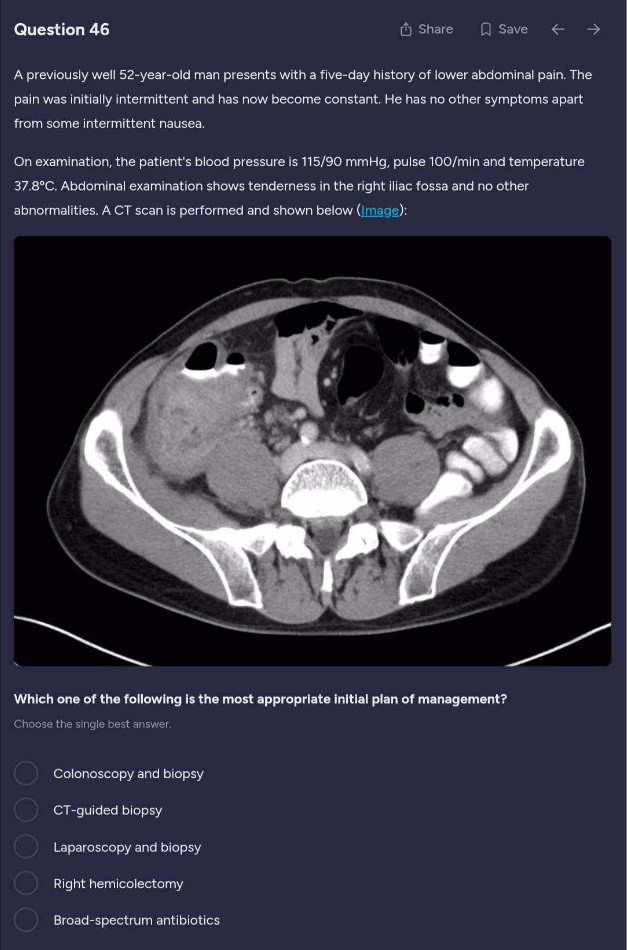 Question 46
Share
Save
A previously well 52-year-old man presents with a five-day history of lower abdominal pain. The
pain was initially intermittent and has now become constant. He has no other symptoms apart
from some intermittent nausea.
On examination, the patient's blood pressure is 115/90 mmHg, pulse 100/min and temperature
37.8ºC. Abdominal examination shows tenderness in the right iliac fossa and no other
abnormalities. A CT scan is performed and shown below (Image):
Which one of the following is the most appropriate initial plan of management?
Choose the single best answer.
Colonoscopy and biopsy
CT-guided biopsy
Laparoscopy and biopsy
Right hemicolectomy
Broad-spectrum antibiotics